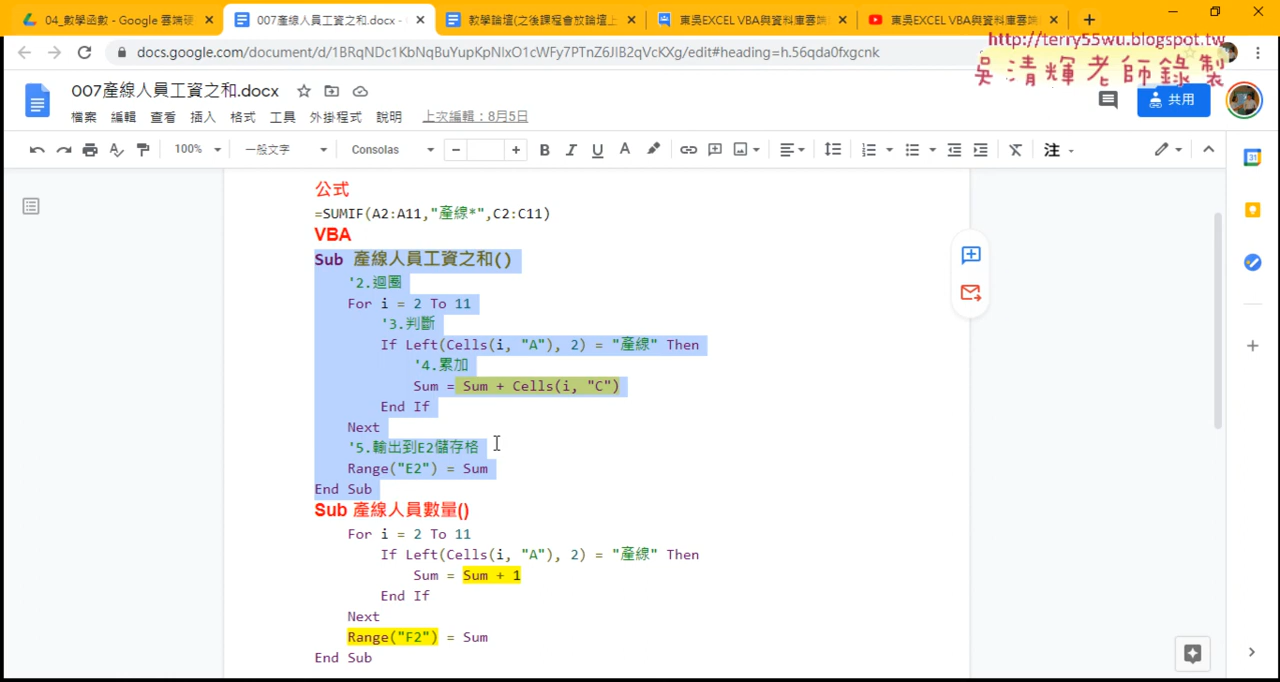 04_數學函數 - Google 雲端硬
007產線人員工資之和.docx -
教學論壇(之後課程會放論壇上
東吳EXCEL VBA與資料庫雲端
東吳EXCEL VBA與資料庫雲端
docs.google.com/document/d/1BRqNDc1KbNqBuYupKpNIxO1cWFy7PTnZ6JIB2qVcKXg/edit#heading=h.56qda0fxgcnk
http://terry55wu.blogspot.tw
吳清輝老師錄製
007產線人員工資之和.docx
檔案 編輯 查看 插入 格式 工具 外掛程式 說明 上次編輯：8月5日
共用
100% 一般文字 Consolas B I U A 注
31
公式
=SUMIF(A2:A11,"產線*",C2:C11)
VBA
Sub 產線人員工資之和()
'2.迴圈
For i = 2 To 11
'3.判斷
If Left(Cells(i, "A"), 2) = "產線" Then
'4.累加
Sum = Sum + Cells(i, "C")
End If
Next
'5.輸出到E2儲存格
Range("E2") = Sum
End Sub
Sub 產線人員數量()
For i = 2 To 11
If Left(Cells(i, "A"), 2) = "產線" Then
Sum = Sum + 1
End If
Next
Range("F2") = Sum
End Sub